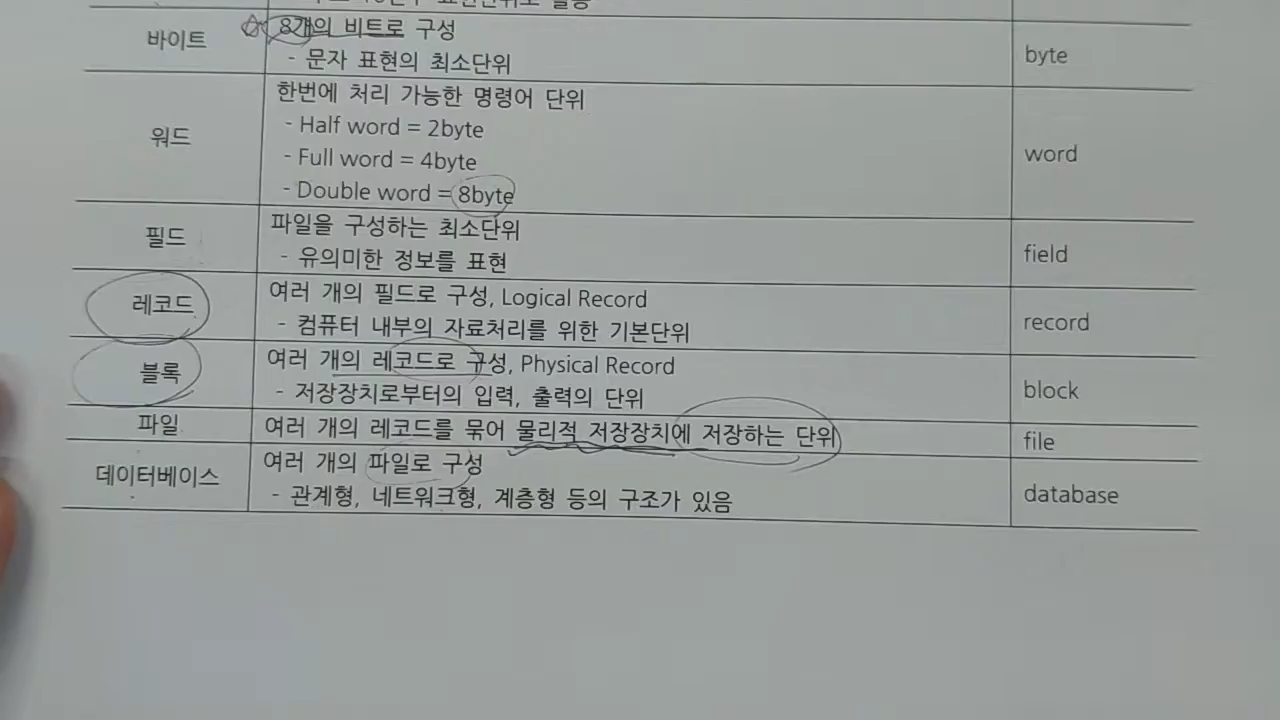 바이트
8개의 비트로 구성
- 문자 표현의 최소단위
byte
워드
한번에 처리 가능한 명령어 단위
- Half word = 2byte
- Full word = 4byte
- Double word = 8byte
word
필드
파일을 구성하는 최소단위
- 유의미한 정보를 표현
field
레코드
여러 개의 필드로 구성, Logical Record
- 컴퓨터 내부의 자료처리를 위한 기본단위
record
블록
여러 개의 레코드로 구성, Physical Record
- 저장장치로부터의 입력, 출력의 단위
block
파일
여러 개의 레코드를 묶어 물리적 저장장치에 저장하는 단위
file
데이터베이스
여러 개의 파일로 구성
- 관계형, 네트워크형, 계층형 등의 구조가 있음
database